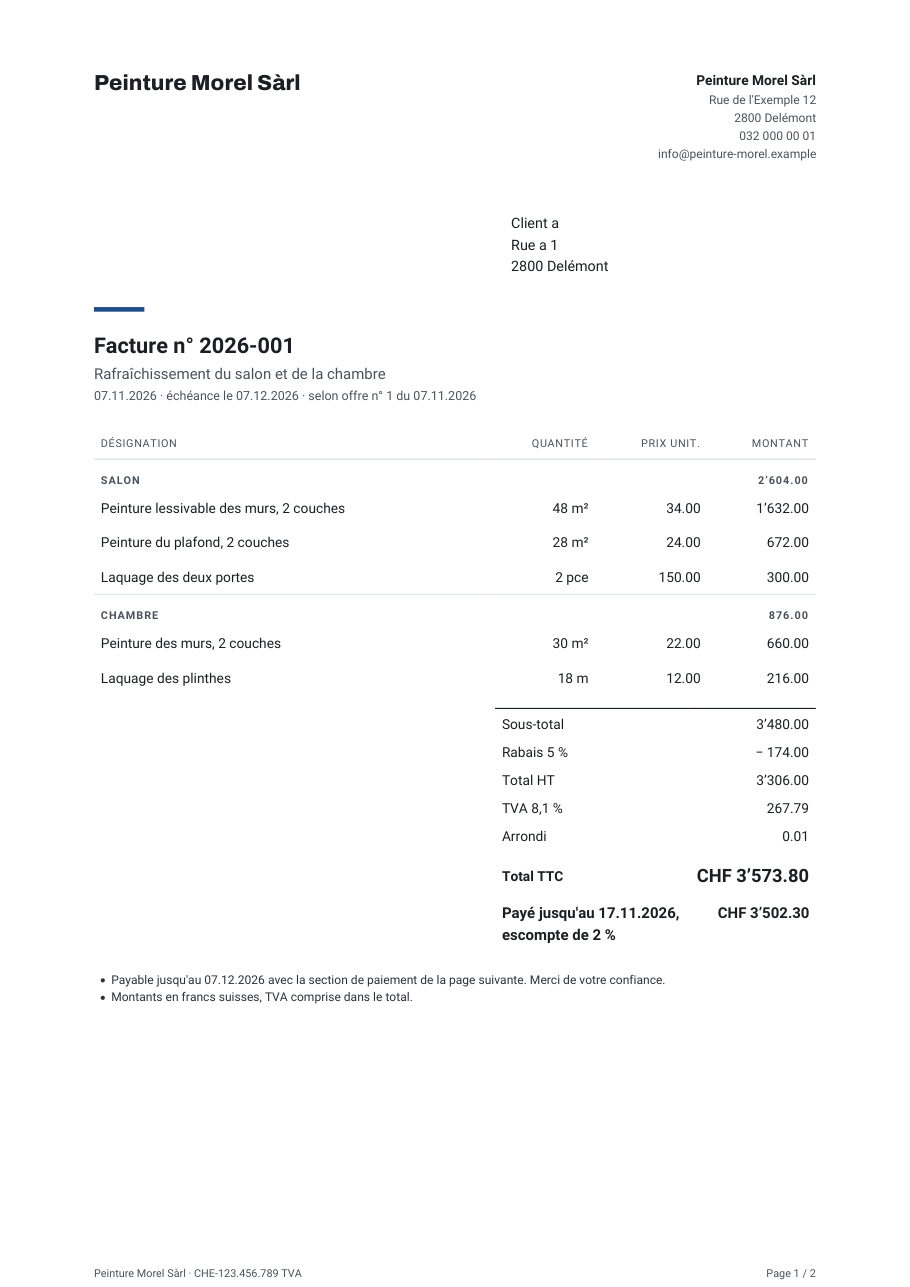 Peinture Morel Sàrl
Peinture Morel Sàrl
Rue de l'Exemple 12
2800 Delémont
032 000 00 01
info@peinture-morel.example
Client a
Rue a 1
2800 Delémont
Facture n° 2026-001
Rafraîchissement du salon et de la chambre
07.11.2026 · échéance le 07.12.2026 · selon offre n° 1 du 07.11.2026
DÉSIGNATION QUANTITÉ PRIX UNIT. MONTANT
SALON 2’604.00
Peinture lessivable des murs, 2 couches 48 m² 34.00 1’632.00
Peinture du plafond, 2 couches 28 m² 24.00 672.00
Laquage des deux portes 2 pce 150.00 300.00
CHAMBRE 876.00
Peinture des murs, 2 couches 30 m² 22.00 660.00
Laquage des plinthes 18 m 12.00 216.00
Sous-total 3’480.00
Rabais 5 % − 174.00
Total HT 3’306.00
TVA 8,1 % 267.79
Arrondi 0.01
Total TTC CHF 3’573.80
Payé jusqu'au 17.11.2026, CHF 3’502.30
escompte de 2 %
• Payable jusqu'au 07.12.2026 avec la section de paiement de la page suivante. Merci de votre confiance.
• Montants en francs suisses, TVA comprise dans le total.
Peinture Morel Sàrl · CHE-123.456.789 TVA Page 1 / 2